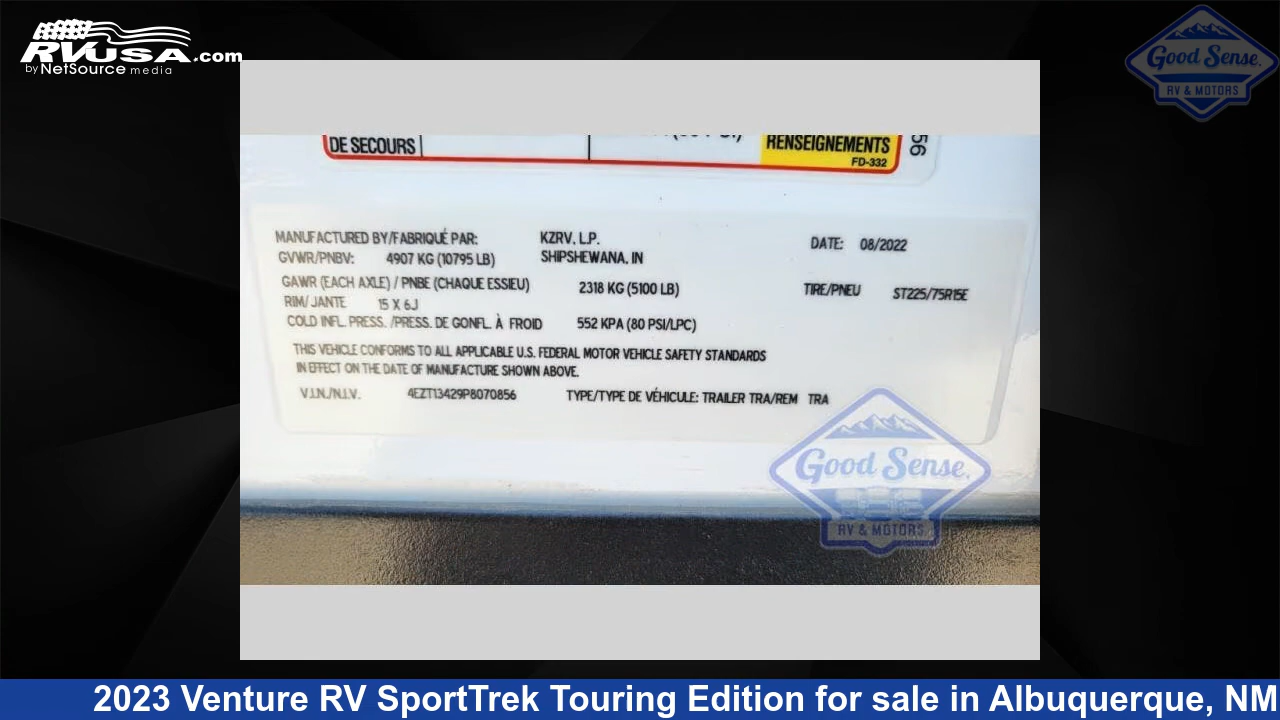 RVUSA.com
by NetSource media
Good Sense.
RV & MOTORS
DE SECOURS
RENSEIGNEMENTS
FD-332
56
MANUFACTURED BY/FABRIQUÉ PAR: KZRV, L.P. DATE: 08/2022
GVWR/PNBV: 4907 KG (10795 LB) SHIPSHEWANA, IN
GAWR (EACH AXLE) / PNBE (CHAQUE ESSIEU) 2318 KG (5100 LB) TIRE/PNEU ST225/75R15E
RIM/JANTE 15 X 6J
COLD INFL. PRESS. /PRESS. DE GONFL. À FROID 552 KPA (80 PSI/LPC)
THIS VEHICLE CONFORMS TO ALL APPLICABLE U.S. FEDERAL MOTOR VEHICLE SAFETY STANDARDS
IN EFFECT ON THE DATE OF MANUFACTURE SHOWN ABOVE.
V.I.N./N.I.V. 4EZT13429P8070856 TYPE/TYPE DE VÉHICULE: TRAILER TRA/REM TRA
Good Sense.
RV & MOTORS
2023 Venture RV SportTrek Touring Edition for sale in Albuquerque, NM